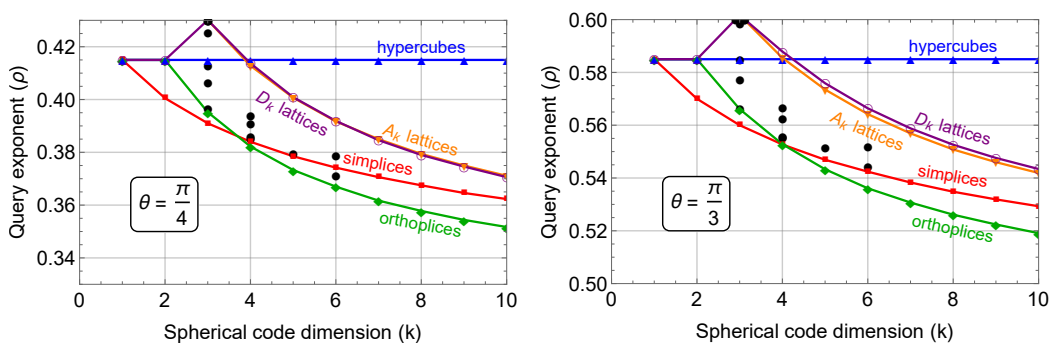 Query exponent (ρ)
0.42
0.40
0.38
0.36
0.34
hypercubes
D_k lattices
A_k lattices
simplices
orthoplices
θ = π/4
0 2 4 6 8 10
Spherical code dimension (k)
Query exponent (ρ)
0.60
0.58
0.56
0.54
0.52
0.50
hypercubes
D_k lattices
A_k lattices
simplices
orthoplices
θ = π/3
0 2 4 6 8 10
Spherical code dimension (k)